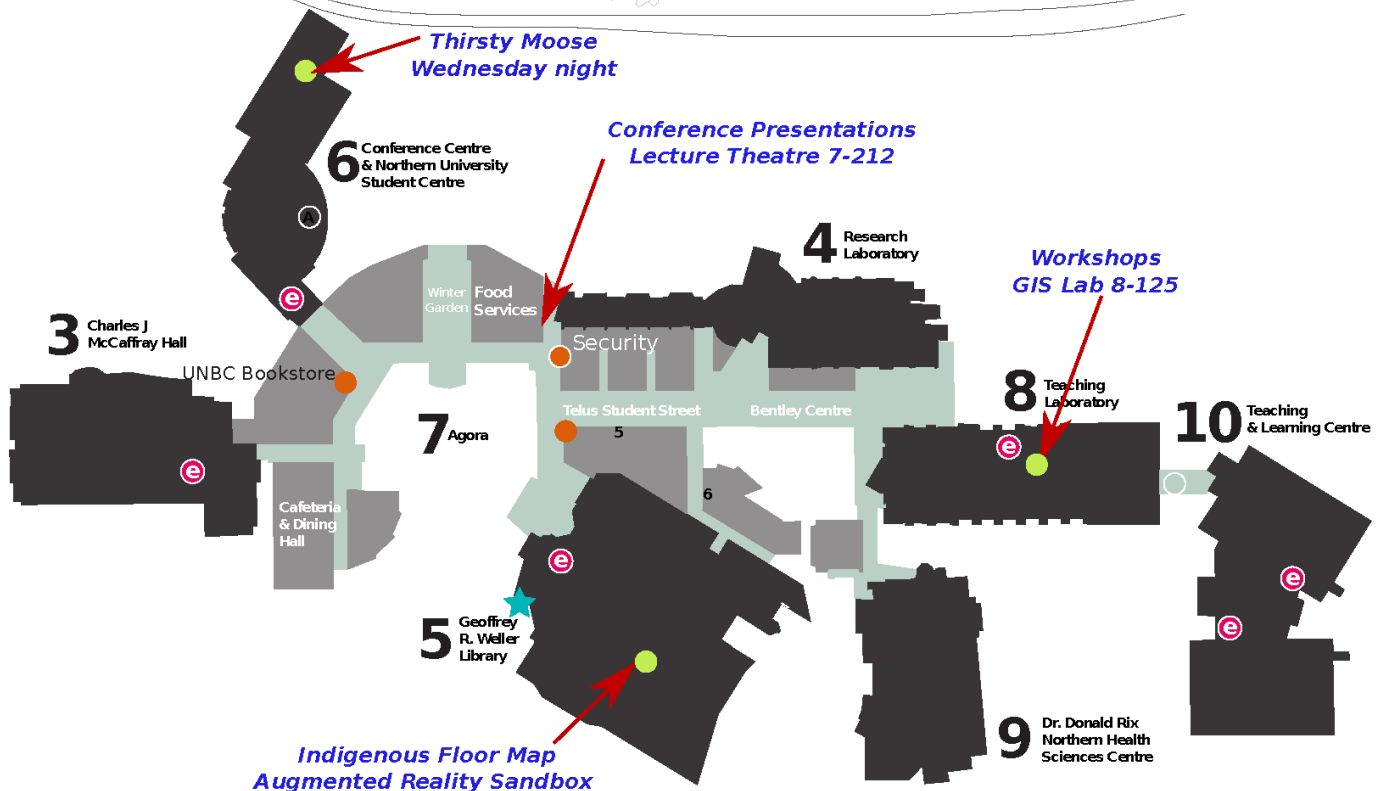 Thirsty Moose
Wednesday night
Conference Presentations
Lecture Theatre 7-212
6
Conference Centre
& Northern University
Student Centre
A
4
Research
Laboratory
Workshops
GIS Lab 8-125
e
Winter
Garden
Food
Services
3
Charles J
McCaffray Hall
Security
UNBC Bookstore
8
Teaching
Laboratory
10
Teaching
& Learning Centre
7
Agora
Telus Student Street
Bentley Centre
5
e
e
6
Cafeteria
& Dining
Hall
e
e
e
5
Geoffrey
R. Weller
Library
9
Dr. Donald Rix
Northern Health
Sciences Centre
Indigenous Floor Map
Augmented Reality Sandbox